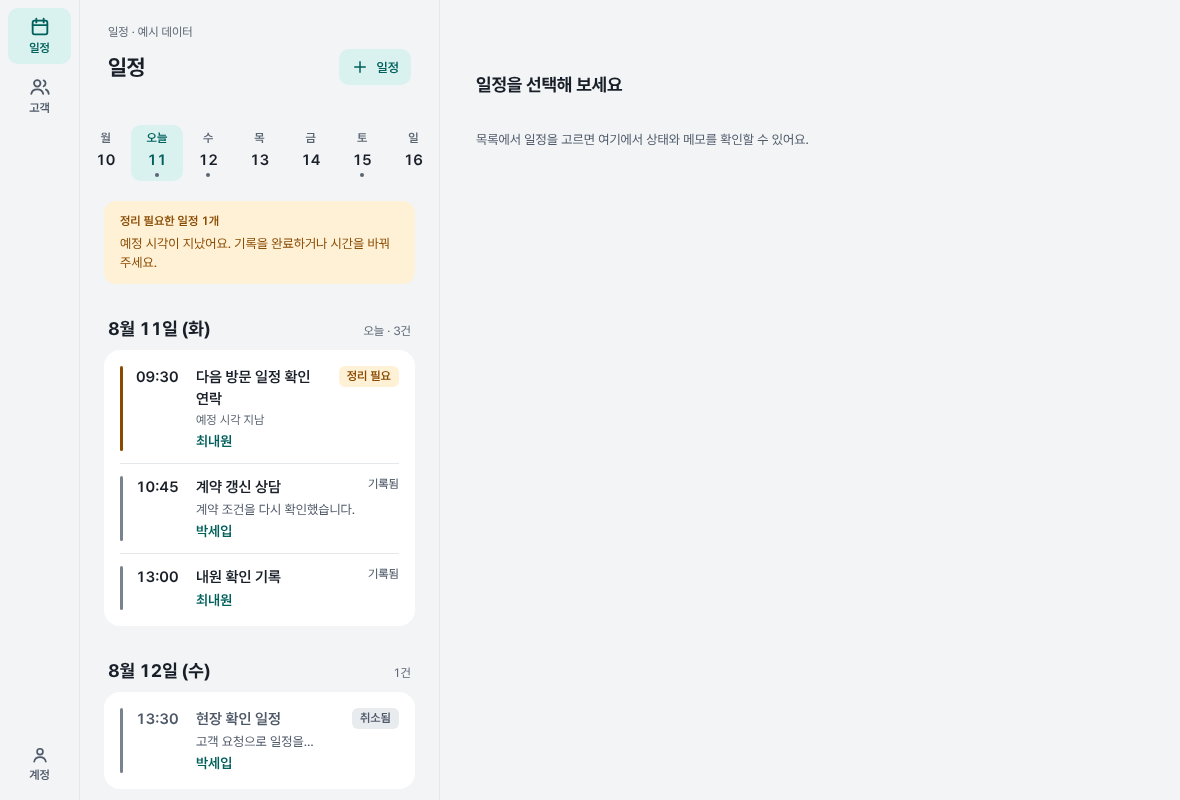 일정
고객
계정
일정 · 예시 데이터
일정
일정
월 오늘 수 목 금 토 일
10 11 12 13 14 15 16
정리 필요한 일정 1개
예정 시각이 지났어요. 기록을 완료하거나 시간을 바꿔
주세요.
8월 11일 (화)
오늘 · 3건
09:30 다음 방문 일정 확인 정리 필요
연락
예정 시각 지남
최내원
10:45 계약 갱신 상담 기록됨
계약 조건을 다시 확인했습니다.
박세입
13:00 내원 확인 기록 기록됨
최내원
8월 12일 (수)
1건
13:30 현장 확인 일정 취소됨
고객 요청으로 일정을...
박세입
일정을 선택해 보세요
목록에서 일정을 고르면 여기에서 상태와 메모를 확인할 수 있어요.